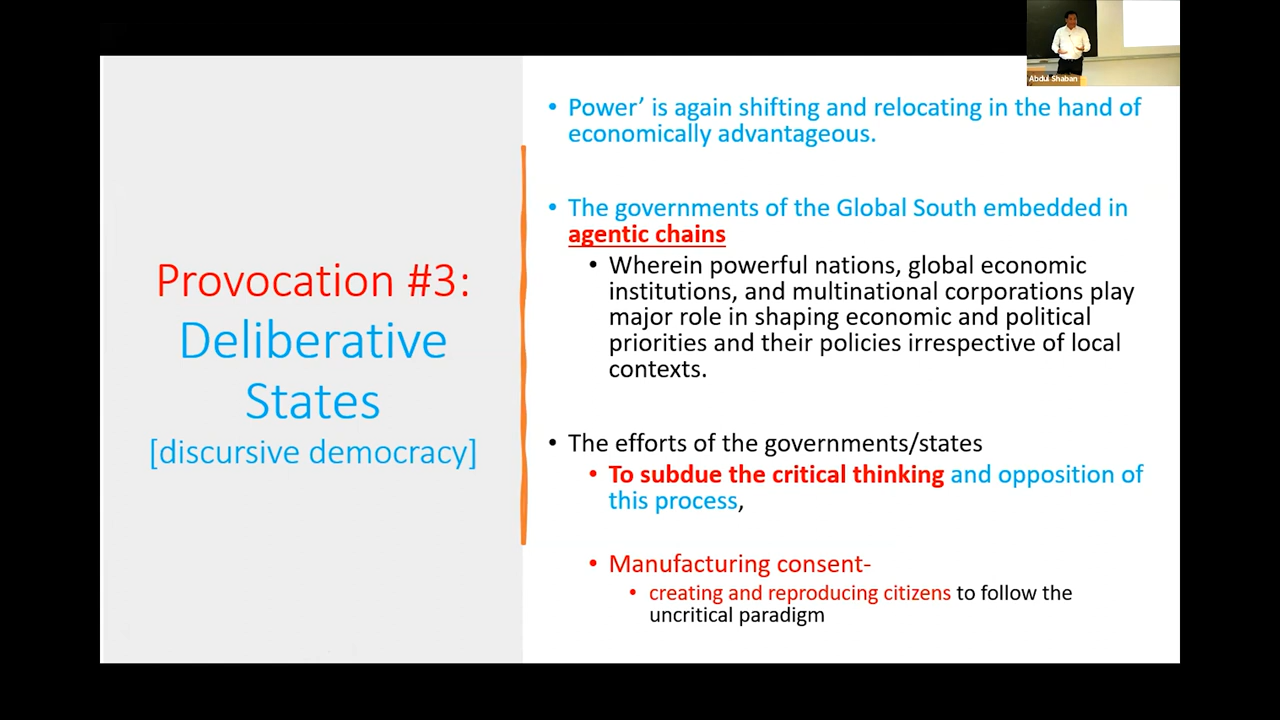 Abdul Shaban
Provocation #3:
Deliberative
States
[discursive democracy]
• Power’ is again shifting and relocating in the hand of
economically advantageous.
• The governments of the Global South embedded in
agentic chains
• Wherein powerful nations, global economic
institutions, and multinational corporations play
major role in shaping economic and political
priorities and their policies irrespective of local
contexts.
• The efforts of the governments/states
• To subdue the critical thinking and opposition of
this process,
• Manufacturing consent-
• creating and reproducing citizens to follow the
uncritical paradigm